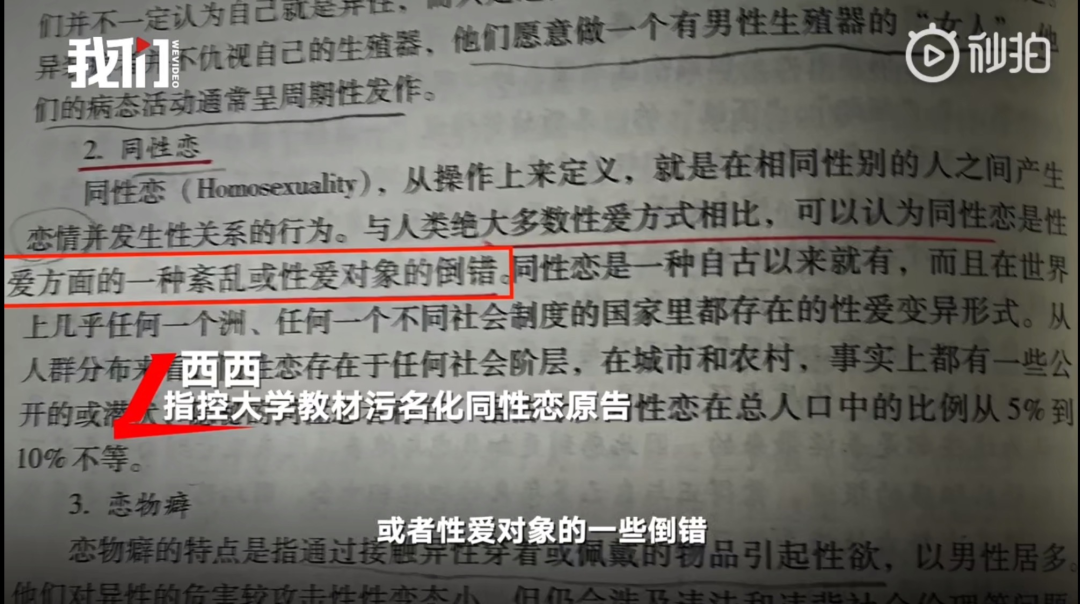 们并不一定认为自己就是异性，
我们 WEVIDEO
秒拍
异 不仇视自己的生殖器，他们愿意做一个有男性生殖器的“女人”，他
们的病态活动通常呈周期性发作。
2. 同性恋
同性恋（Homosexuality），从操作上来定义，就是在相同性别的人之间产生
恋情并发生性关系的行为。与人类绝大多数性爱方式相比，可以认为同性恋是性
爱方面的一种紊乱或性爱对象的倒错。同性恋是一种自古以来就有，而且在世界
上几乎任何一个洲、任何一个不同社会制度的国家里都存在的性爱变异形式。从
人群分布来看 性恋存在于任何社会阶层，在城市和农村，事实上都有一些公
西西
开的或潜 性恋在总人口中的比例从5%到
指控大学教材污名化同性恋原告
10%不等。
3. 恋物癖
或者性爱对象的一些倒错
恋物癖的特点是指通过接触异性穿着或佩戴的物品引起性欲，以男性居多。
他们对异性的危害较攻击性性变态小，但仍会涉及违法和违背社会伦理等问题